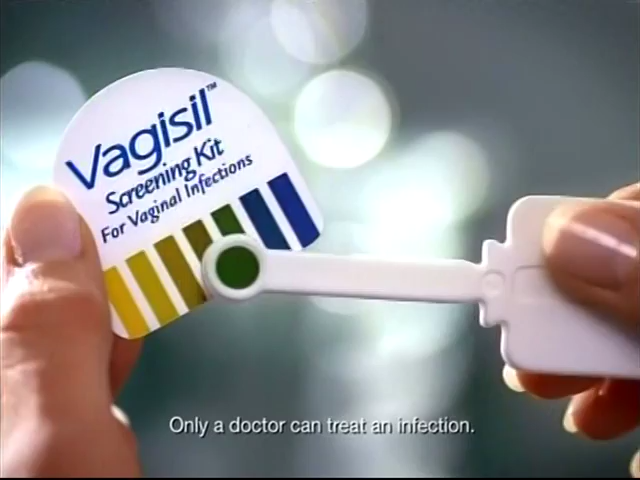 Vagisil™
Screening Kit
For Vaginal Infections
Only a doctor can treat an infection.